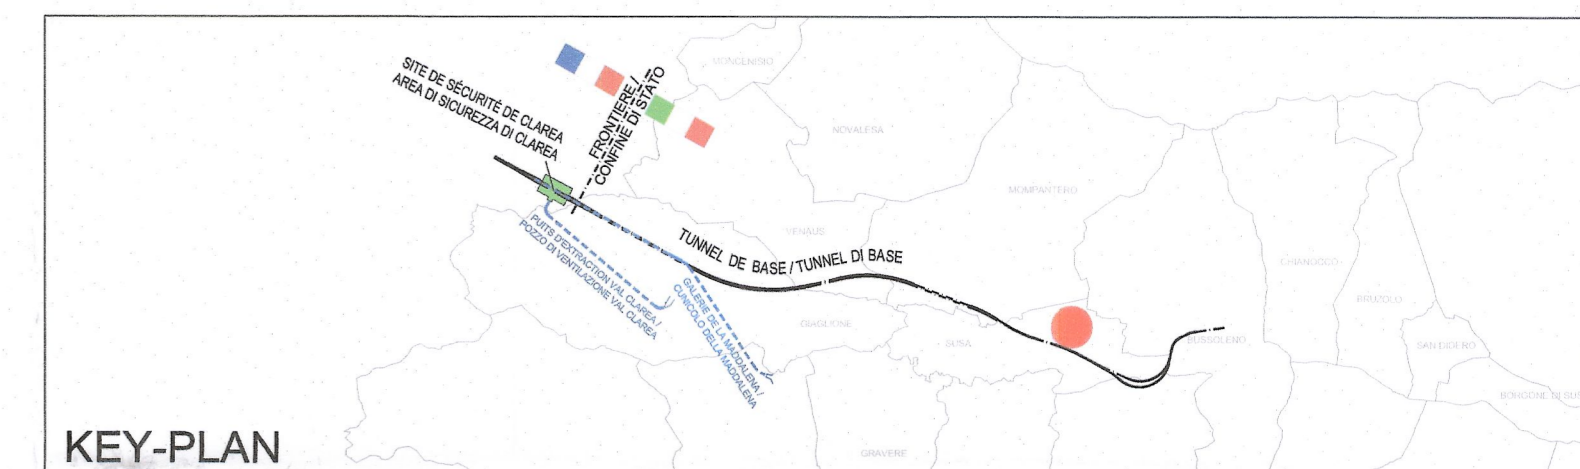 MONCENISIO
SITE DE SÉCURITÉ DE CLAREA
AREA DI SICUREZZA DI CLAREA
FRONTIERE /
CONFINE DI STATO
NOVALESA
MOMPANTERO
VENAUS
TUNNEL DE BASE / TUNNEL DI BASE
PUITS D'EXTRACTION VAL CLAREA /
POZZO DI VENTILAZIONE VAL CLAREA
GALERIE DE LA MADDALENA /
CUNICOLO DELLA MADDALENA
CHIANOCCO
BRUZOLO
GIAGLIONE
SUSA
BUSSOLENO
SAN DIDERO
BORGONE DI SUS
GRAVERE
KEY-PLAN